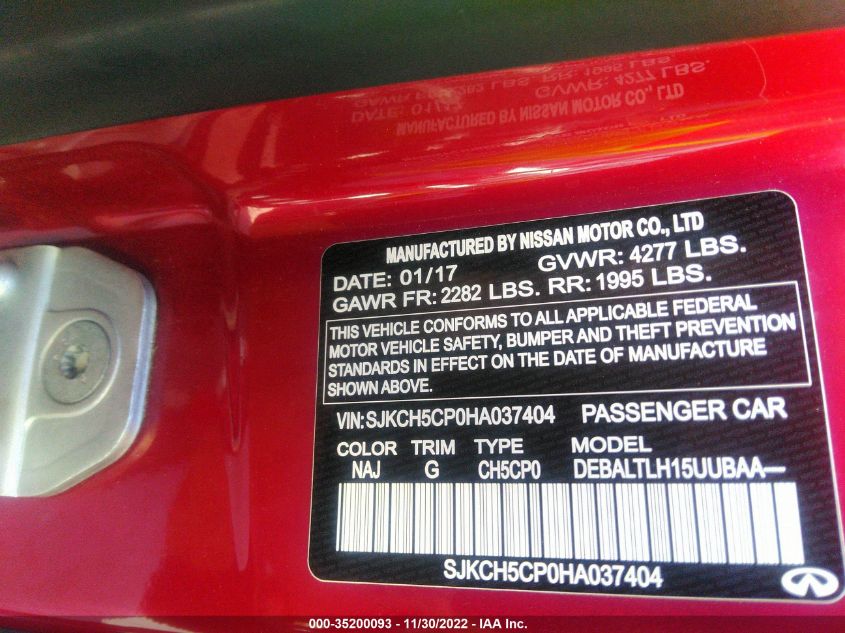 MANUFACTURED BY NISSAN MOTOR CO., LTD
DATE: 01/17 GVWR: 4277 LBS.
GAWR FR: 2282 LBS. RR: 1995 LBS.
THIS VEHICLE CONFORMS TO ALL APPLICABLE FEDERAL
MOTOR VEHICLE SAFETY, BUMPER AND THEFT PREVENTION
STANDARDS IN EFFECT ON THE DATE OF MANUFACTURE
SHOWN ABOVE.
VIN: SJKCH5CP0HA037404 PASSENGER CAR
COLOR TRIM TYPE MODEL
NAJ G CH5CP0 DEBALTLH15UUBAA—
SJKCH5CP0HA037404
000-35200093 - 11/30/2022 - IAA Inc.